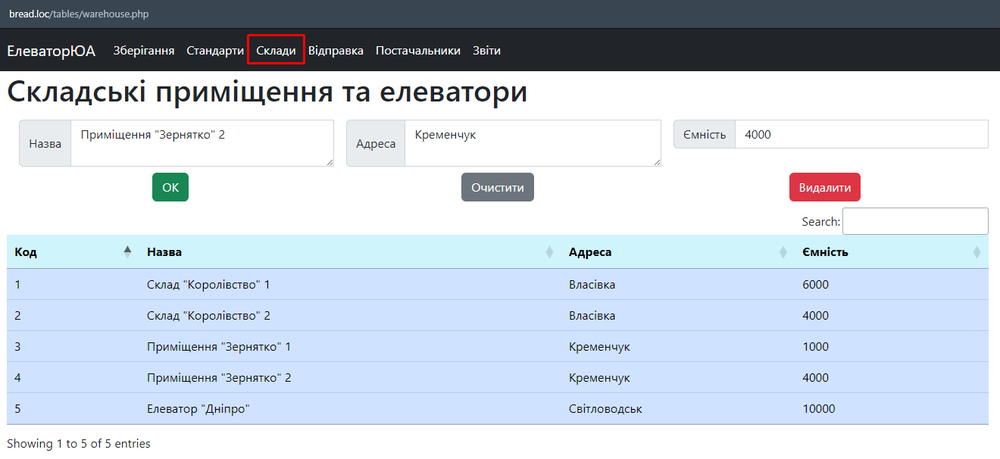 bread.loc/tables/warehouse.php
ЕлеваторЮА Зберігання Стандарти Склади Відправка Постачальники Звіти
Складські приміщення та елеватори
Назва Приміщення "Зернятко" 2 Адреса Кременчук Ємність 4000
ОК Очистити Видалити
Search:
Код Назва Адреса Ємність
1 Склад "Королівство" 1 Власівка 6000
2 Склад "Королівство" 2 Власівка 4000
3 Приміщення "Зернятко" 1 Кременчук 1000
4 Приміщення "Зернятко" 2 Кременчук 4000
5 Елеватор "Дніпро" Світловодськ 10000
Showing 1 to 5 of 5 entries